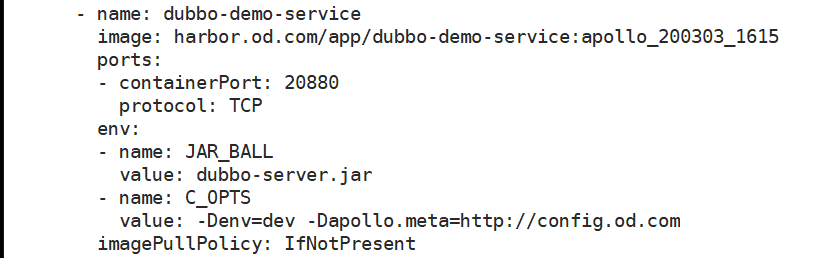 - name: dubbo-demo-service
  image: harbor.od.com/app/dubbo-demo-service:apollo_200303_1615
  ports:
  - containerPort: 20880
    protocol: TCP
  env:
  - name: JAR_BALL
    value: dubbo-server.jar
  - name: C_OPTS
    value: -Denv=dev -Dapollo.meta=http://config.od.com
  imagePullPolicy: IfNotPresent